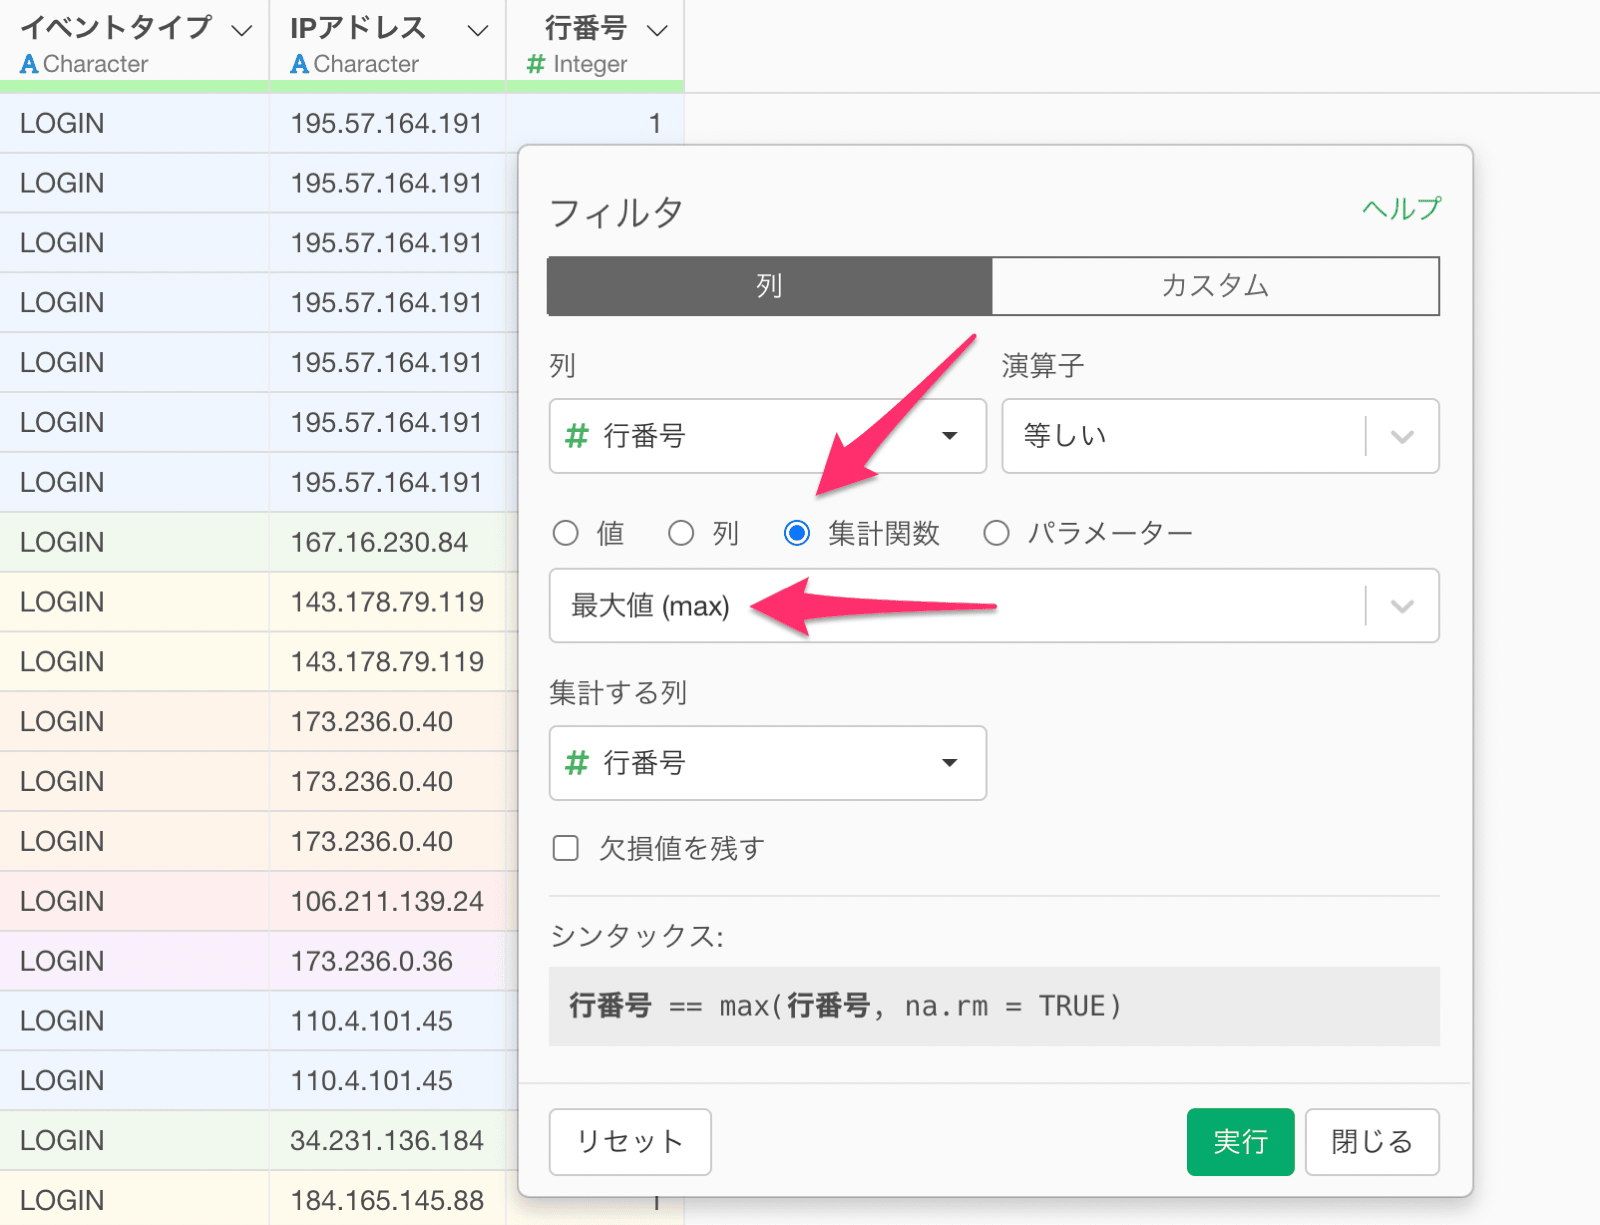 イベントタイプ IPアドレス 行番号
Character Character # Integer
LOGIN 195.57.164.191 1
LOGIN 195.57.164.191
LOGIN 195.57.164.191
LOGIN 195.57.164.191
LOGIN 195.57.164.191
LOGIN 195.57.164.191
LOGIN 195.57.164.191
LOGIN 167.16.230.84
LOGIN 143.178.79.119
LOGIN 143.178.79.119
LOGIN 173.236.0.40
LOGIN 173.236.0.40
LOGIN 173.236.0.40
LOGIN 106.211.139.24
LOGIN 173.236.0.36
LOGIN 110.4.101.45
LOGIN 110.4.101.45
LOGIN 34.231.136.184
LOGIN 184.165.145.88 1
フィルタ ヘルプ
列 カスタム
列 演算子
# 行番号 等しい
値 列 集計関数 パラメーター
最大値 (max)
集計する列
# 行番号
欠損値を残す
シンタックス:
行番号 == max(行番号, na.rm = TRUE)
リセット 実行 閉じる